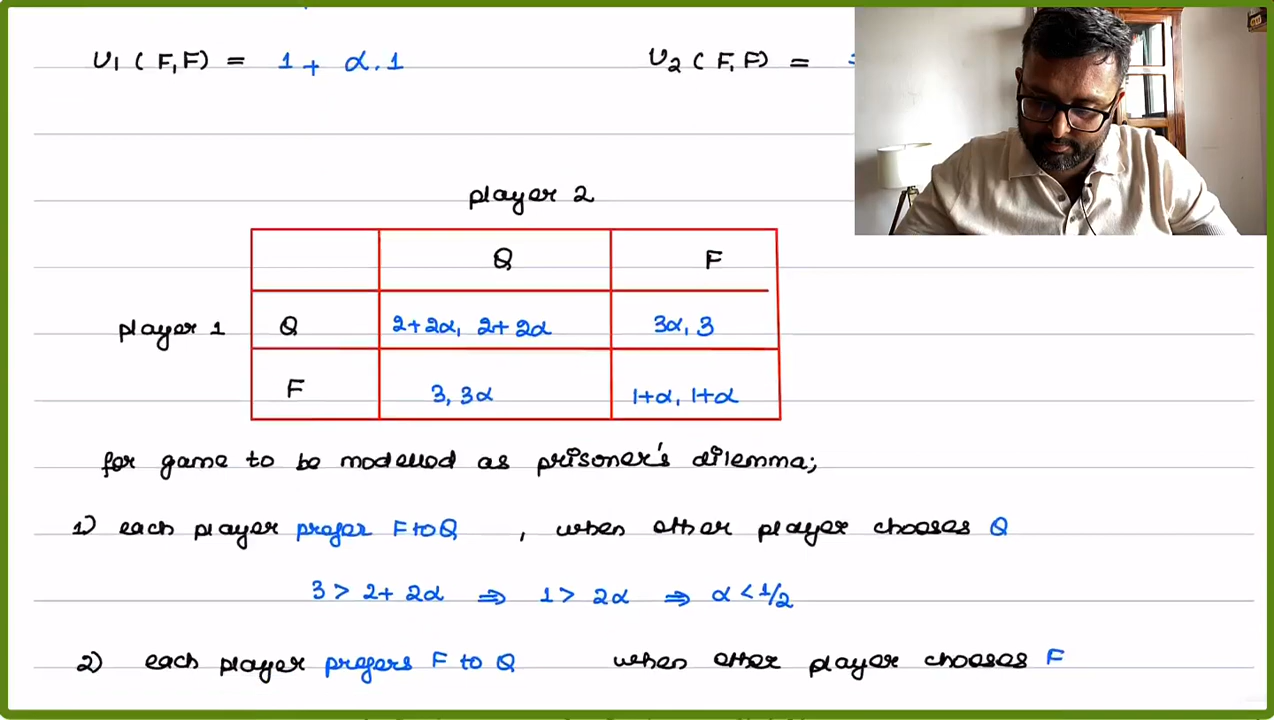 U1 ( F, F) = 1 + α.1 U2 ( F, F) =
player 2
Q F
player 1 Q 2+2α, 2+2α 3α, 3
F 3, 3α 1+α, 1+α
for game to be modelled as prisoner's dilemma;
1) each player prefer F to Q , when other player chooses Q
3 > 2+ 2α ⇒ 1 > 2α ⇒ α < 1/2
2) each player prefers F to Q when other player chooses F